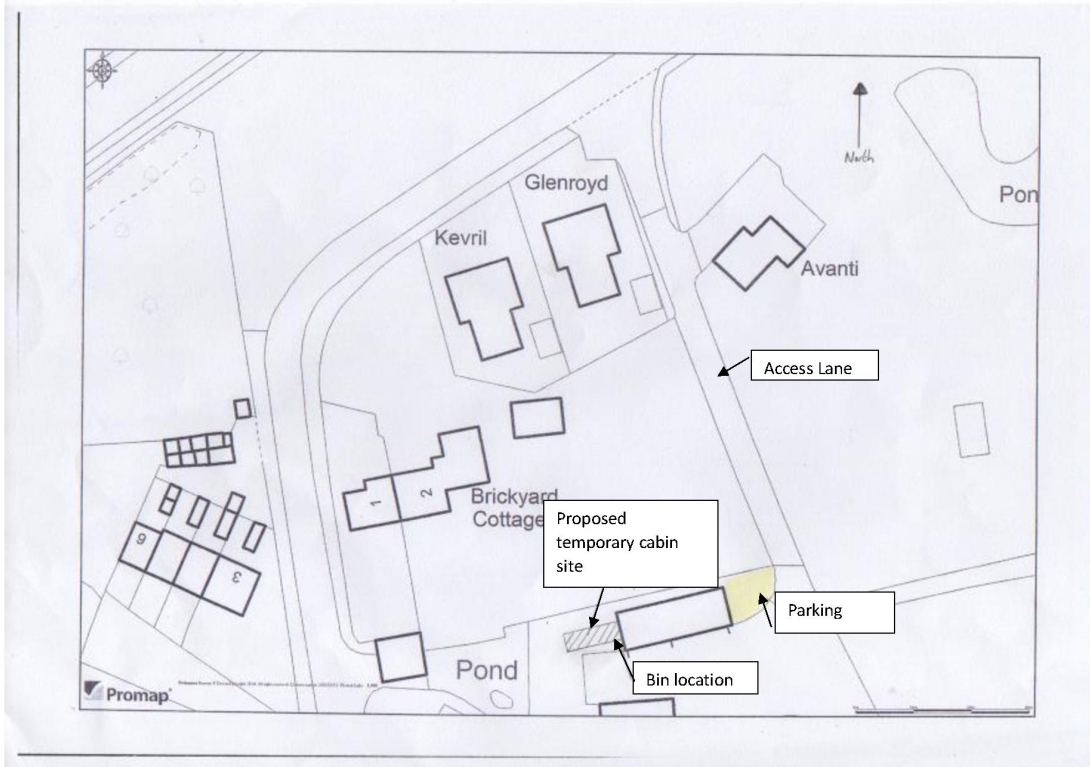 North
Pon
Glenroyd
Kevril
Avanti
Access Lane
1
2
Brickyard
Cottage
Proposed
temporary cabin
site
6
3
Parking
Pond
Bin location
Promap